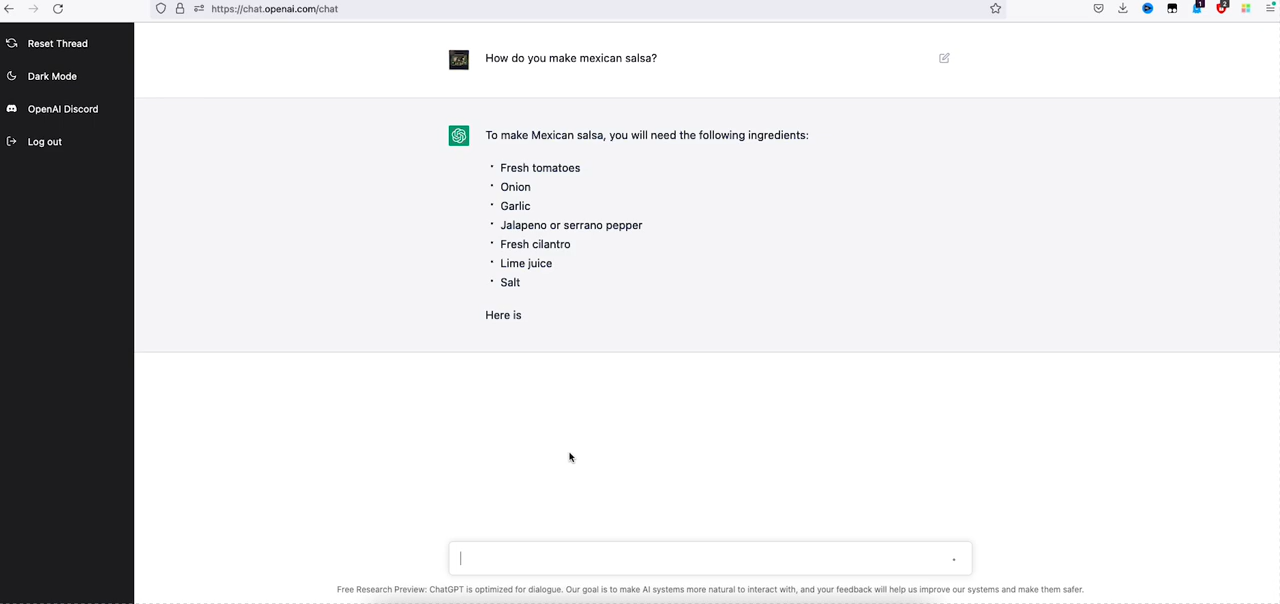 https://chat.openai.com/chat
1
2
Reset Thread
Dark Mode
OpenAI Discord
Log out
How do you make mexican salsa?
To make Mexican salsa, you will need the following ingredients:
• Fresh tomatoes
• Onion
• Garlic
• Jalapeno or serrano pepper
• Fresh cilantro
• Lime juice
• Salt
Here is
Free Research Preview: ChatGPT is optimized for dialogue. Our goal is to make AI systems more natural to interact with, and your feedback will help us improve our systems and make them safer.